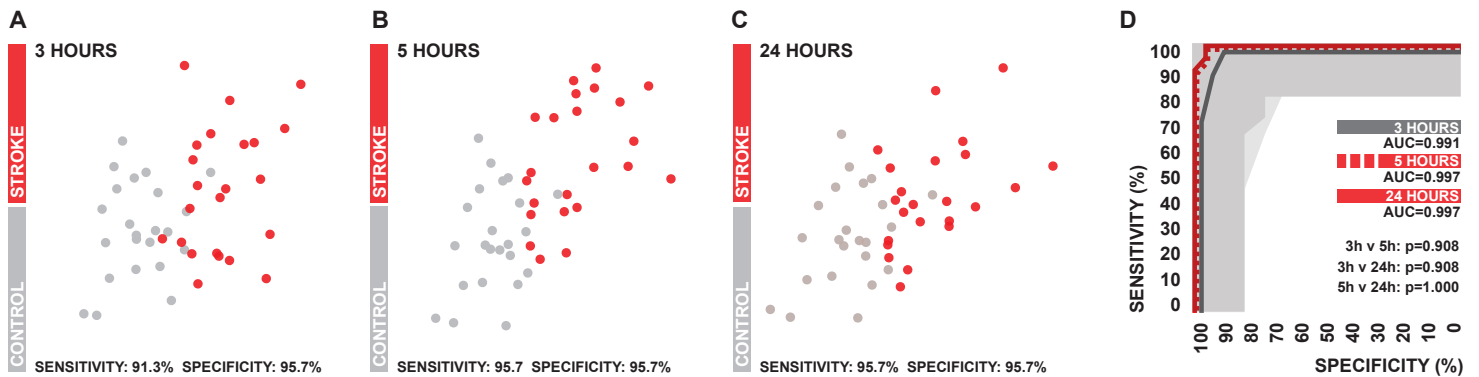 A
3 HOURS
STROKE
CONTROL
SENSITIVITY: 91.3% SPECIFICITY: 95.7%
B
5 HOURS
STROKE
CONTROL
SENSITIVITY: 95.7 SPECIFICITY: 95.7%
C
24 HOURS
STROKE
CONTROL
SENSITIVITY: 95.7% SPECIFICITY: 95.7%
D
SENSITIVITY (%)
100
90
80
70
60
50
40
30
20
10
0
3 HOURS
AUC=0.991
5 HOURS
AUC=0.997
24 HOURS
AUC=0.997
3h v 5h: p=0.908
3h v 24h: p=0.908
5h v 24h: p=1.000
100 90 80 70 60 50 40 30 20 10 0
SPECIFICITY (%)